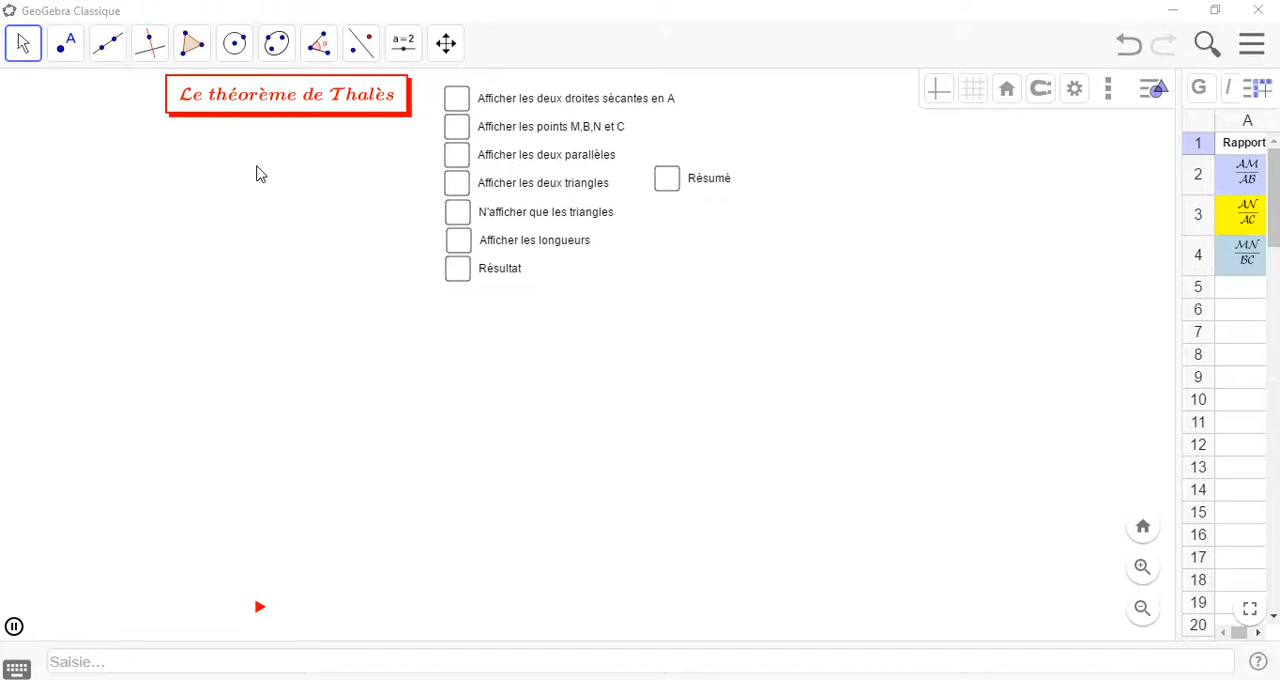 GeoGebra Classique
A
a=2
Le théorème de Thalès
Afficher les deux droites sécantes en A
Afficher les points M,B,N et C
Afficher les deux parallèles
Afficher les deux triangles
Résumé
N'afficher que les triangles
Afficher les longueurs
Résultat
G
I
A
1 Rapport
2 AM/AB
3 AN/AC
4 MN/BC
5
6
7
8
9
10
11
12
13
14
15
16
17
18
19
20
Saisie...
?